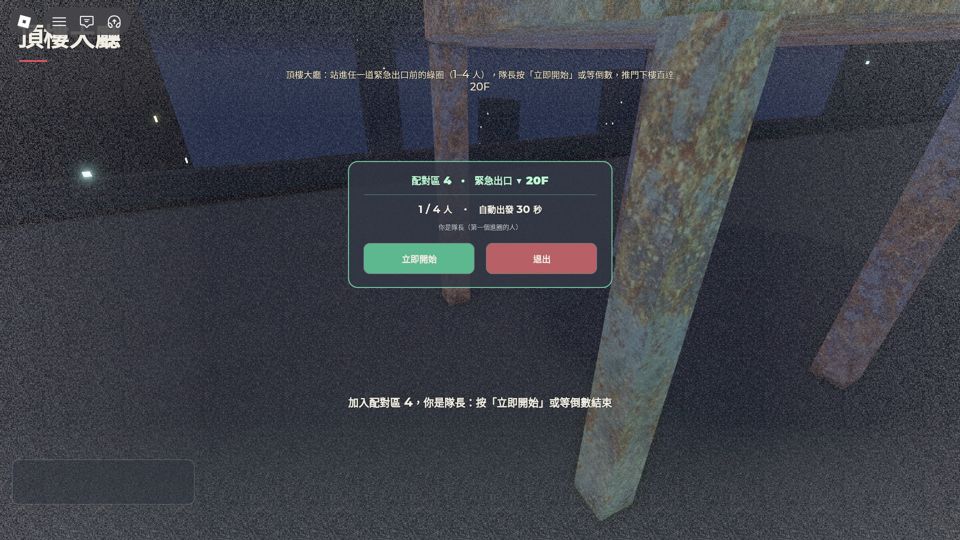 頂樓大廳
頂樓大廳：站進任一道緊急出口前的綠圈（1–4 人），隊長按「立即開始」或等倒數，推門下樓直達
20F
配對區 4 • 緊急出口 ▼ 20F
1 / 4 人 • 自動出發 30 秒
你是隊長（第一個進圈的人）
立即開始
退出
加入配對區 4，你是隊長：按「立即開始」或等倒數結束